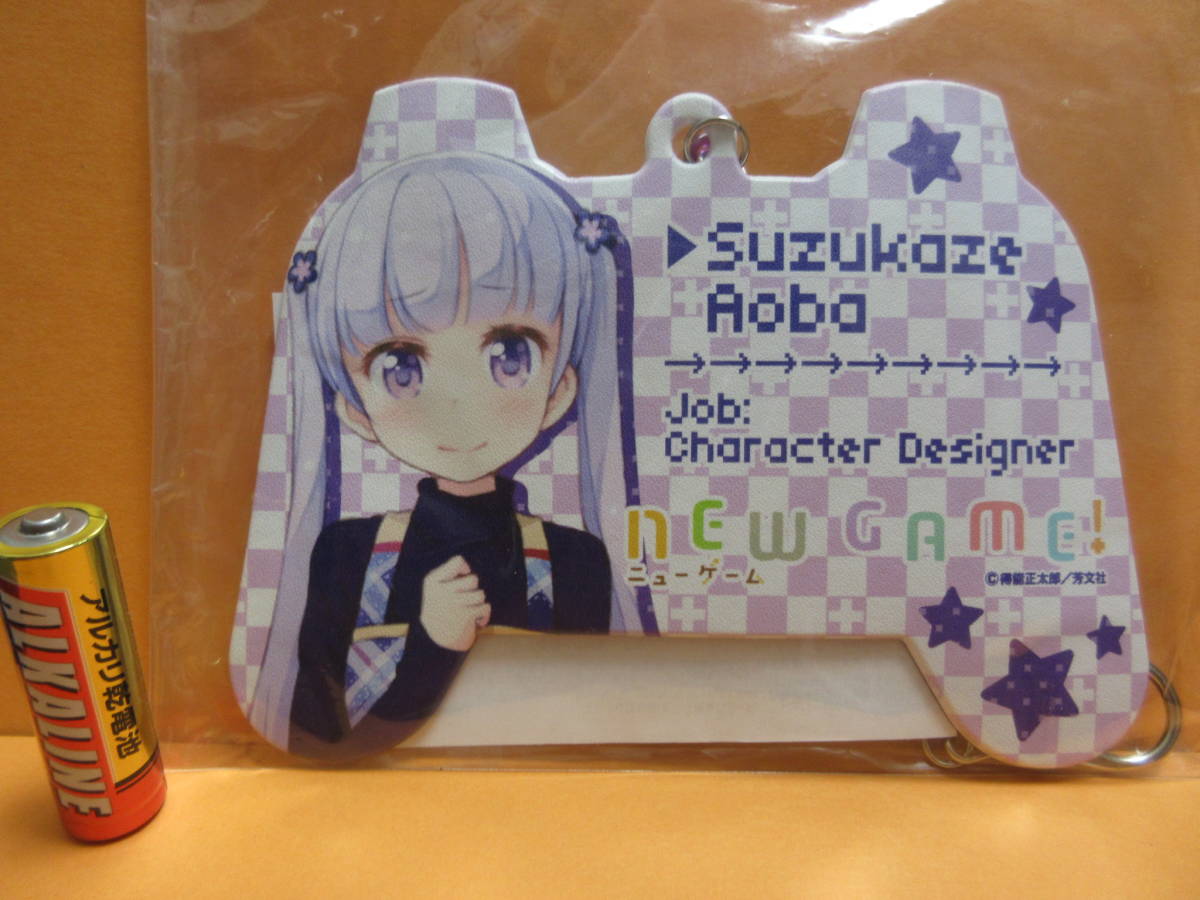 ▶Suzukaze
Aoba
→→→→→→→→→
Job:
Character Designer
NEW GAME!
ニューゲーム
©得能正太郎/芳文社
アルカリ乾電池
ALKALINE